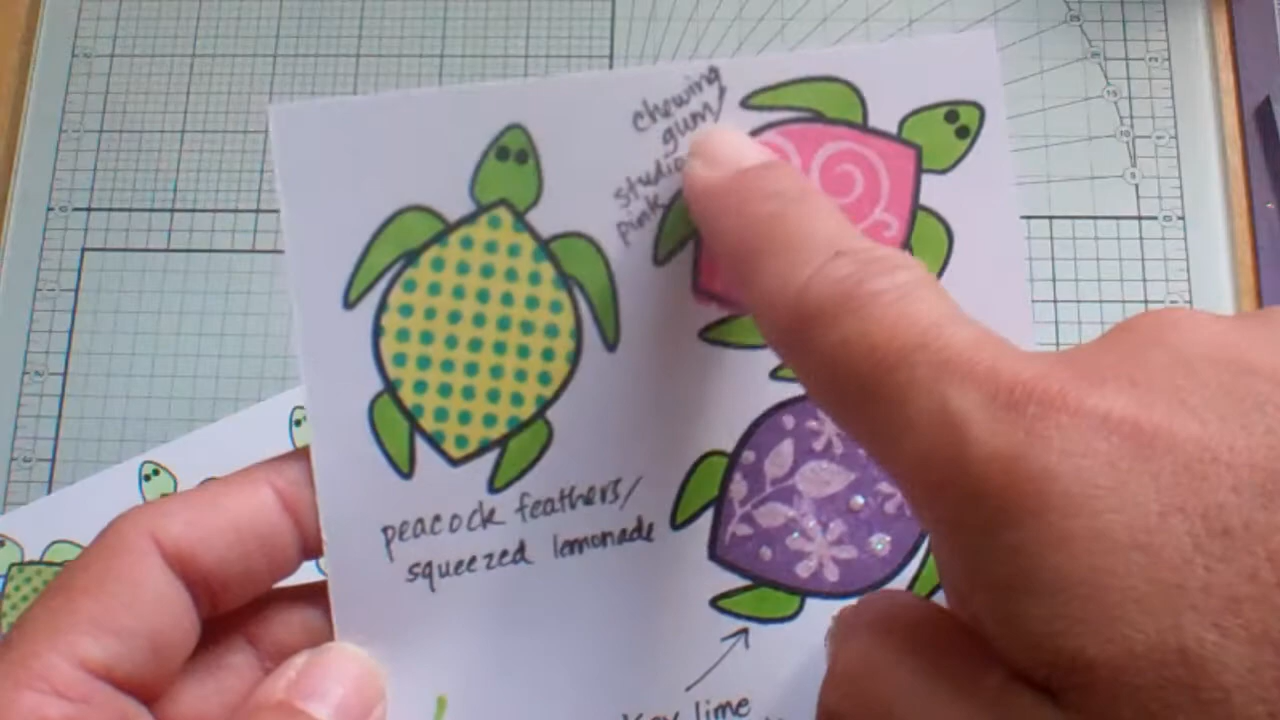 chewing
gum/
studio
pink
peacock feathers/
squeezed lemonade
key lime